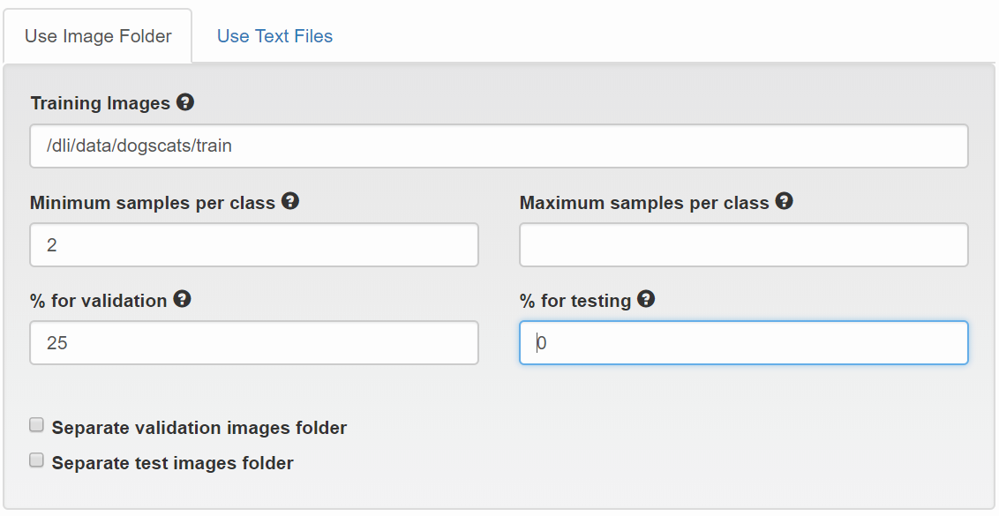 Use Image Folder Use Text Files
Training Images
/dli/data/dogscats/train
Minimum samples per class Maximum samples per class
2
% for validation % for testing
25 0
Separate validation images folder
Separate test images folder